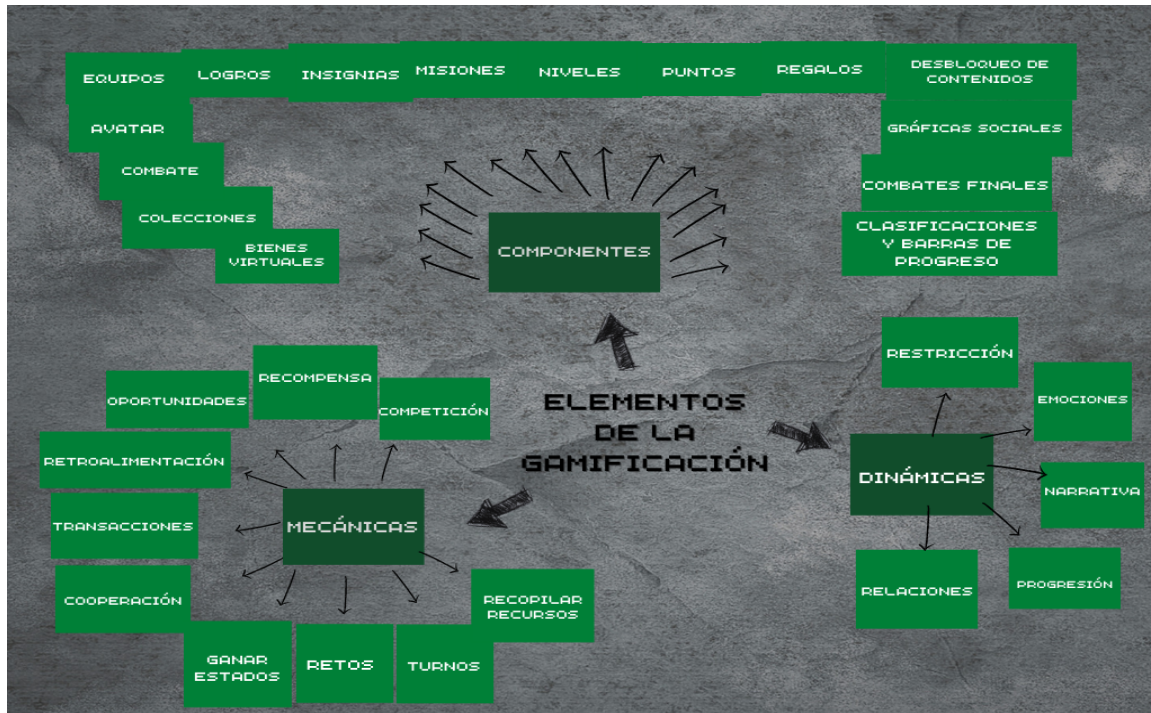 EQUIPOS
LOGROS
INSIGNIAS
MISIONES
NIVELES
PUNTOS
REGALOS
DESBLOQUEO DE
CONTENIDOS
AVATAR
GRÁFICAS SOCIALES
COMBATE
COMBATES FINALES
COLECCIONES
CLASIFICACIONES
Y BARRAS DE
PROGRESO
BIENES
VIRTUALES
COMPONENTES
ELEMENTOS
DE LA
GAMIFICACIÓN
RECOMPENSA
OPORTUNIDADES
COMPETICIÓN
RETROALIMENTACIÓN
TRANSACCIONES
MECÁNICAS
COOPERACIÓN
RECOPILAR
RECURSOS
GANAR
ESTADOS
RETOS
TURNOS
RESTRICCIÓN
EMOCIONES
DINÁMICAS
NARRATIVA
RELACIONES
PROGRESIÓN